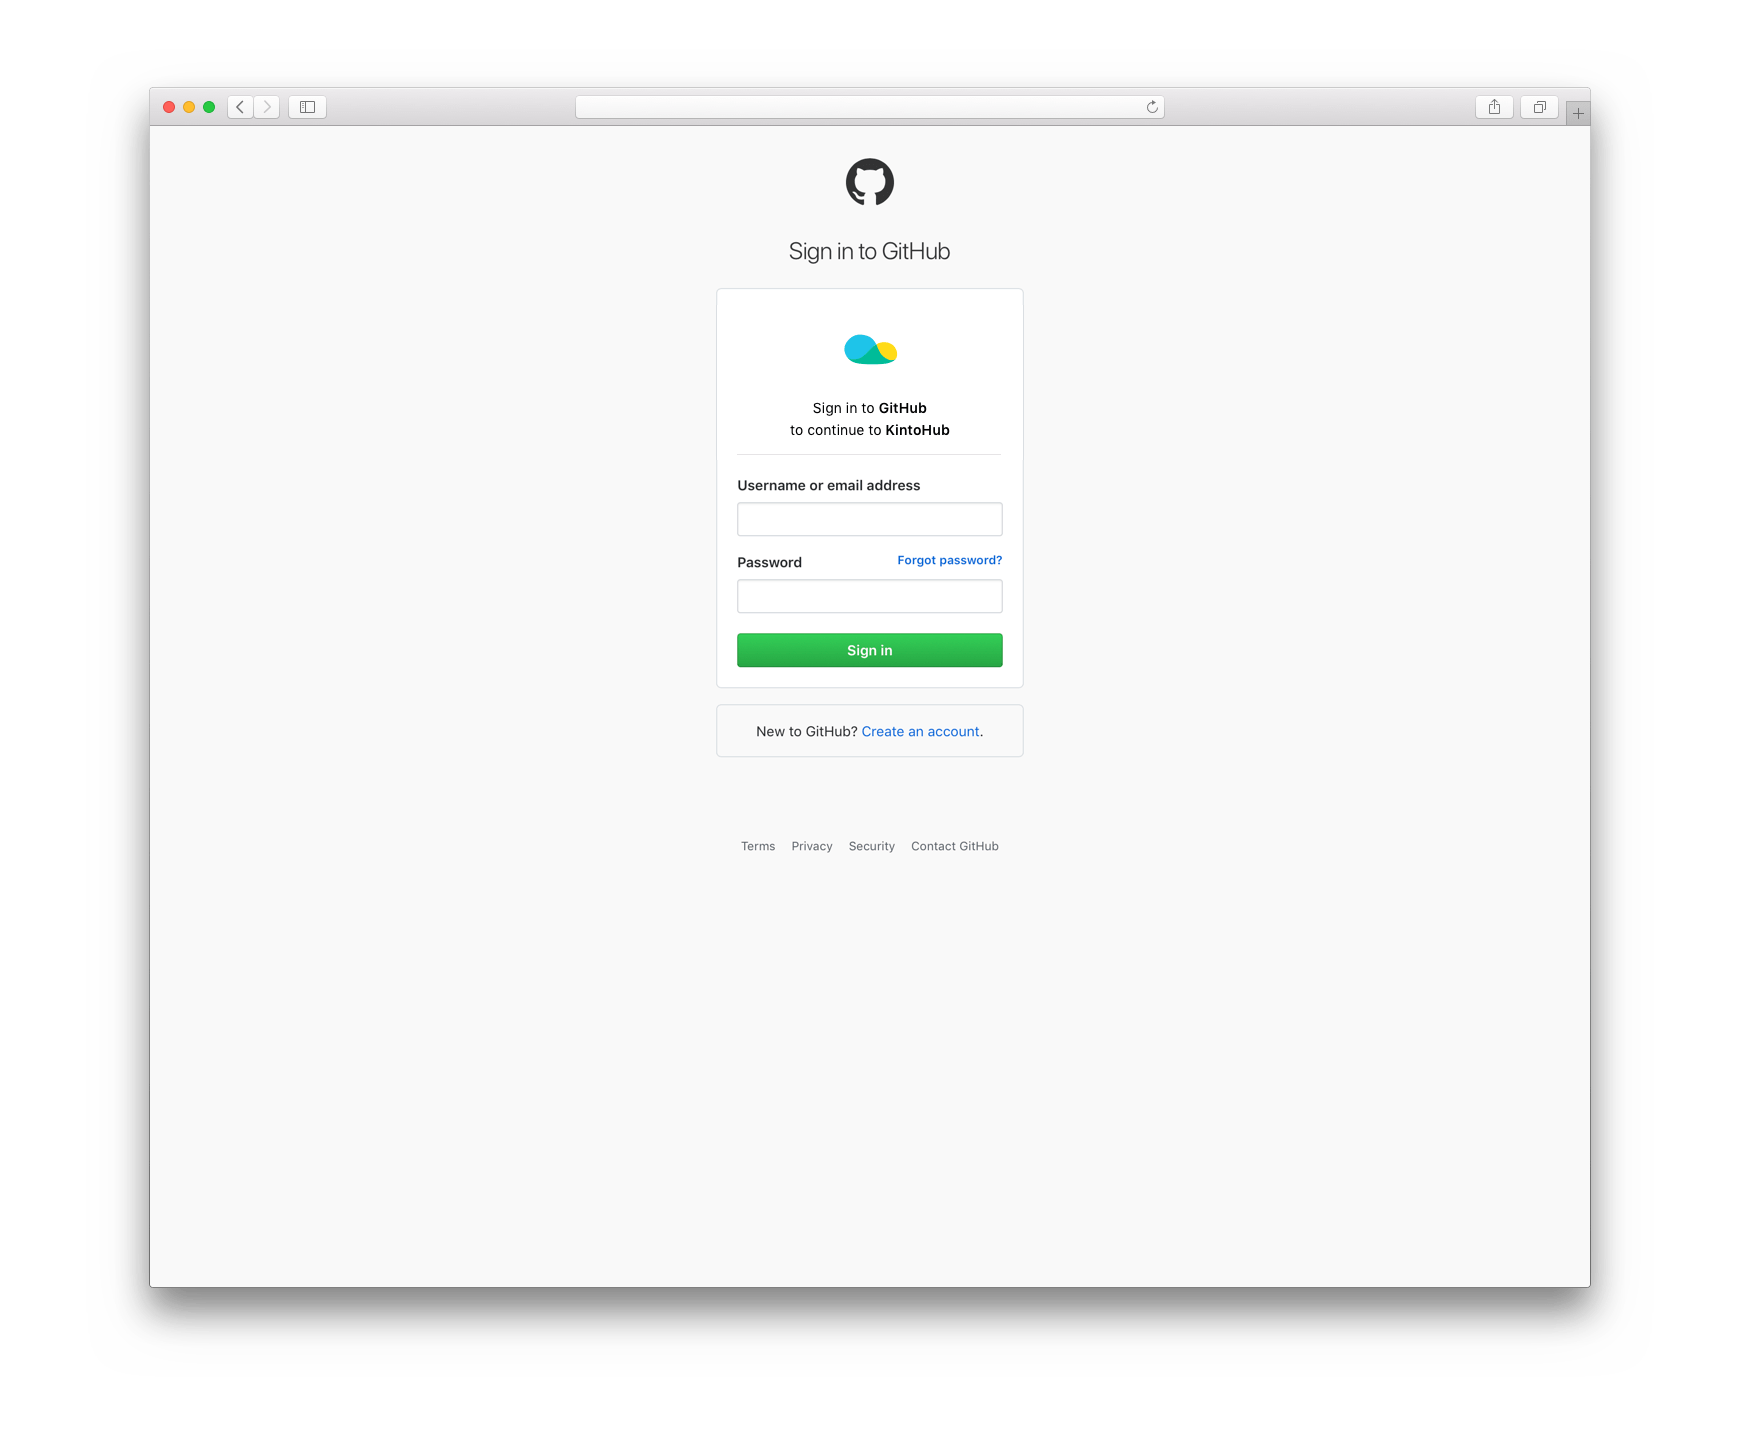 Sign in to GitHub
Sign in to GitHub
to continue to KintoHub
Username or email address
Password Forgot password?
Sign in
New to GitHub? Create an account.
Terms Privacy Security Contact GitHub